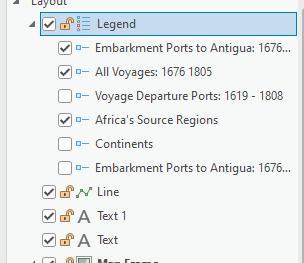 Layout
Legend
Embarkment Ports to Antigua: 1676...
All Voyages: 1676 1805
Voyage Departure Ports: 1619 - 1808
Africa's Source Regions
Continents
Embarkment Ports to Antigua: 1676...
Line
A Text 1
A Text
Map Frame